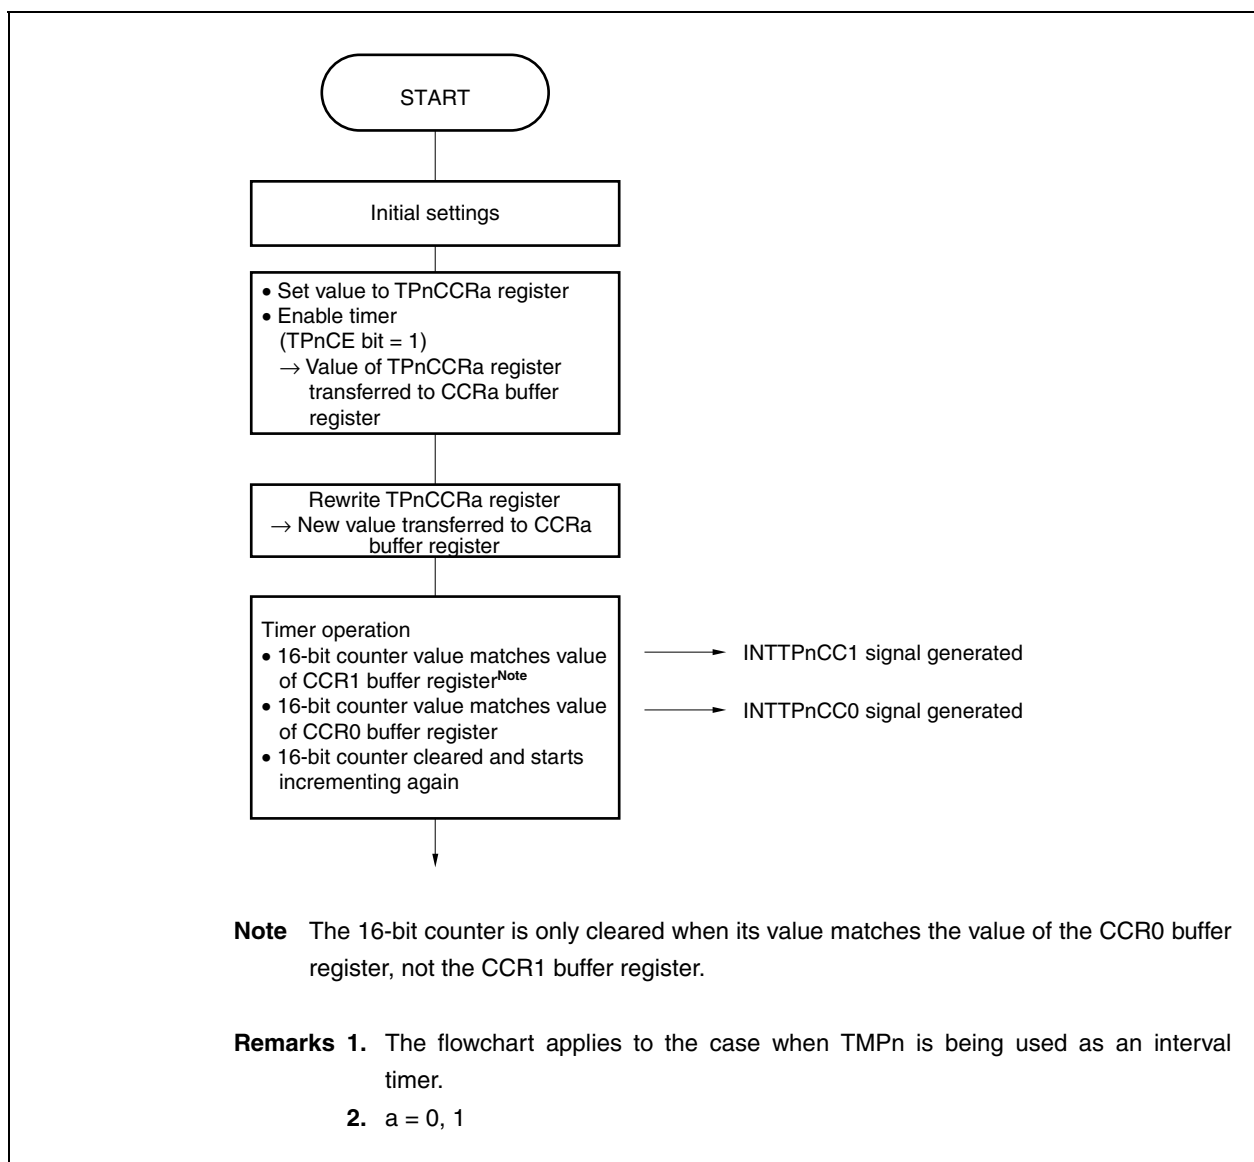 START
Initial settings
• Set value to TPnCCRa register
• Enable timer
(TPnCE bit = 1)
→ Value of TPnCCRa register
transferred to CCRa buffer
register
Rewrite TPnCCRa register
→ New value transferred to CCRa
buffer register
Timer operation
• 16-bit counter value matches value
of CCR1 buffer registerNote
• 16-bit counter value matches value
of CCR0 buffer register
• 16-bit counter cleared and starts
incrementing again
INTTPnCC1 signal generated
INTTPnCC0 signal generated
Note The 16-bit counter is only cleared when its value matches the value of the CCR0 buffer
register, not the CCR1 buffer register.
Remarks 1. The flowchart applies to the case when TMPn is being used as an interval
timer.
2. a = 0, 1